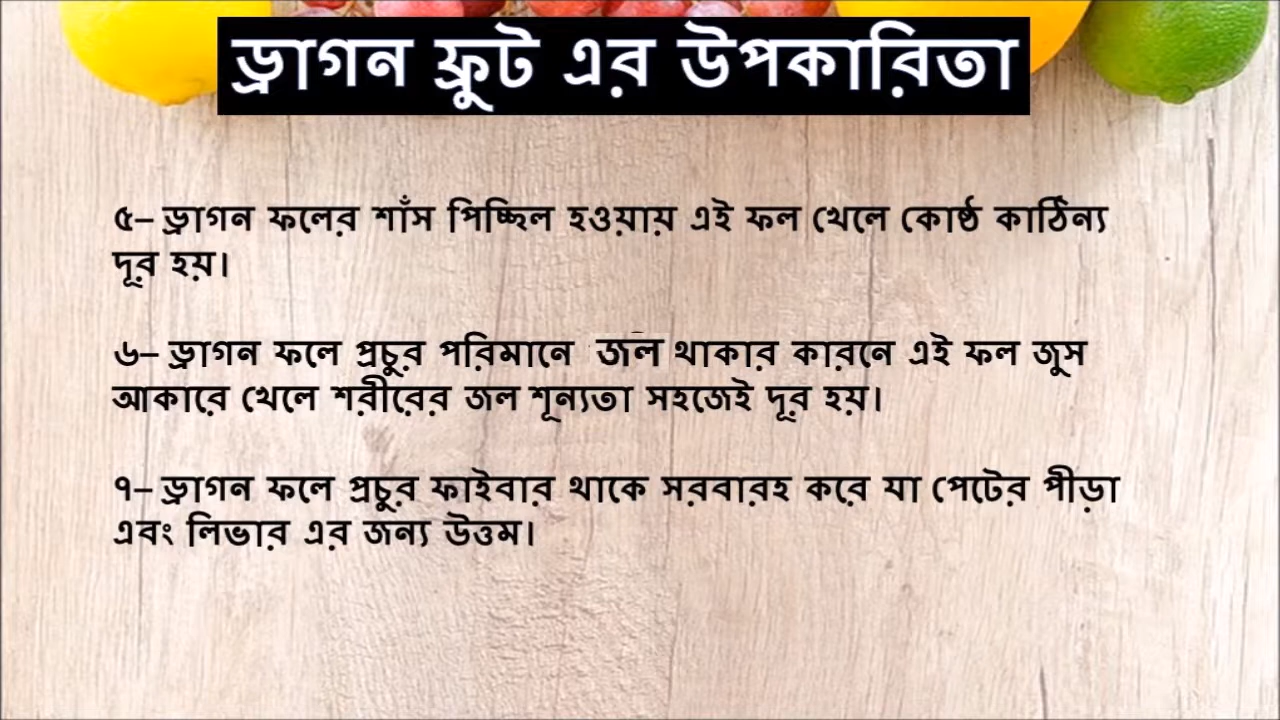 ড্রাগন ফ্রুট এর উপকারিতা
৫– ড্রাগন ফলের শাঁস পিচ্ছিল হওয়ায় এই ফল খেলে কোষ্ঠ কাঠিন্য
দূর হয়।
৬– ড্রাগন ফলে প্রচুর পরিমানে জল থাকার কারনে এই ফল জুস
আকারে খেলে শরীরের জল শূন্যতা সহজেই দূর হয়।
৭– ড্রাগন ফলে প্রচুর ফাইবার থাকে সরবারহ করে যা পেটের পীড়া
এবং লিভার এর জন্য উত্তম।